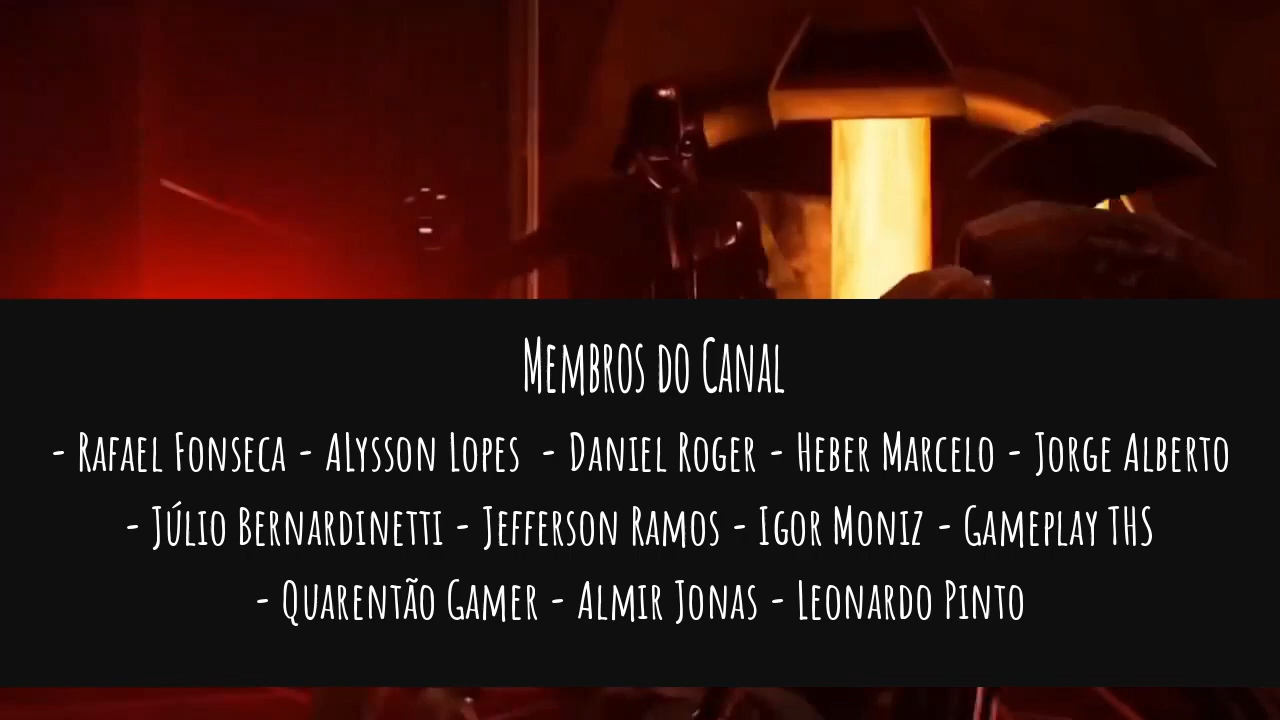 Membros do Canal
- Rafael Fonseca - Alysson Lopes - Daniel Roger - Heber Marcelo - Jorge Alberto
- Júlio Bernardinetti - Jefferson Ramos - Igor Moniz - Gameplay THS
- Quarentão Gamer - Almir Jonas - Leonardo Pinto